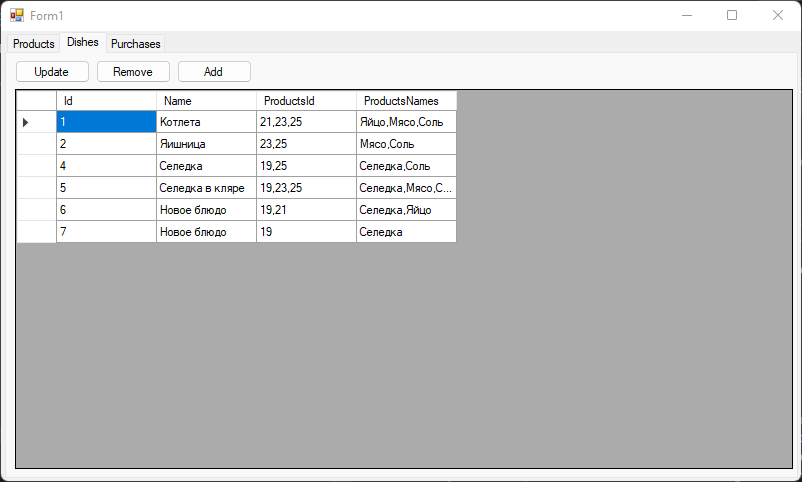 Form1
Products Dishes Purchases
Update Remove Add
Id Name ProductsId ProductsNames
1 Котлета 21,23,25 Яйцо,Мясо,Соль
2 Яишница 23,25 Мясо,Соль
4 Селедка 19,25 Селедка,Соль
5 Селедка в кляре 19,23,25 Селедка,Мясо,С...
6 Новое блюдо 19,21 Селедка,Яйцо
7 Новое блюдо 19 Селедка